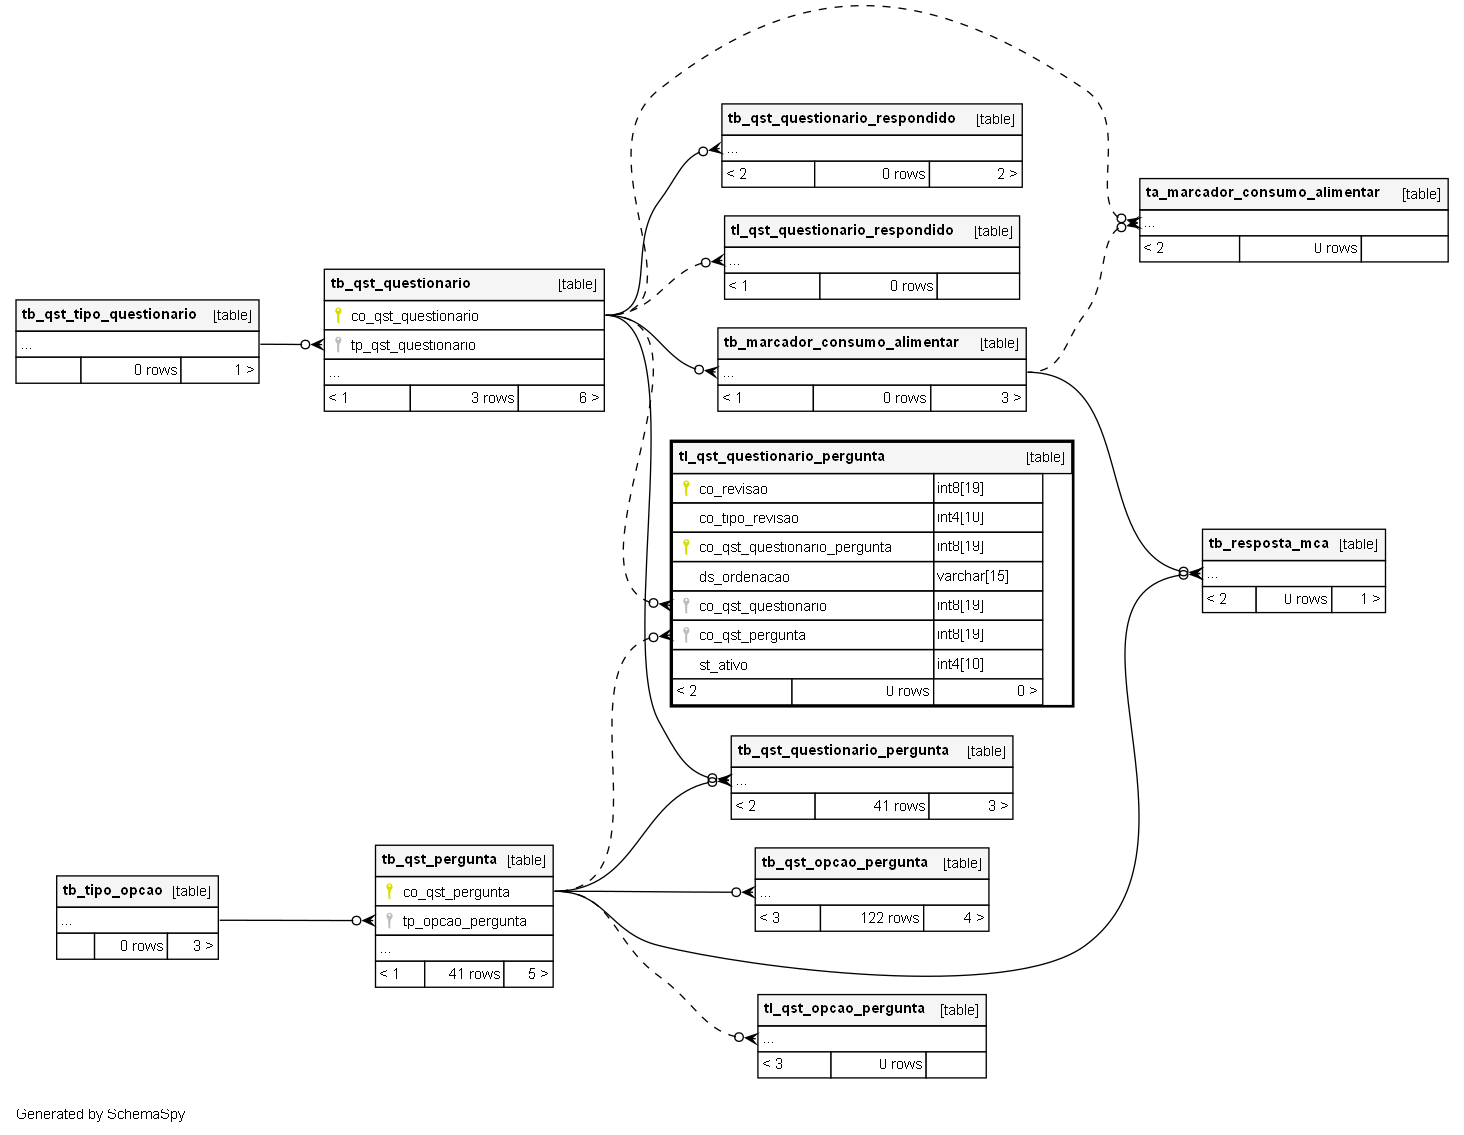 tb_qst_questionario_respondido [table]
...
< 2 0 rows 2 >
ta_marcador_consumo_alimentar [table]
...
< 2 0 rows
tl_qst_questionario_respondido [table]
...
< 1 0 rows
tb_qst_questionario [table]
co_qst_questionario
tp_qst_questionario
...
< 1 3 rows 6 >
tb_qst_tipo_questionario [table]
...
0 rows 1 >
tb_marcador_consumo_alimentar [table]
...
< 1 0 rows 3 >
tl_qst_questionario_pergunta [table]
co_revisao int8[19]
co_tipo_revisao int4[10]
co_qst_questionario_pergunta int8[19]
ds_ordenacao varchar[15]
co_qst_questionario int8[19]
co_qst_pergunta int8[19]
st_ativo int4[10]
< 2 0 rows 0 >
tb_resposta_mca [table]
...
< 2 0 rows 1 >
tb_qst_questionario_pergunta [table]
...
< 2 41 rows 3 >
tb_qst_pergunta [table]
co_qst_pergunta
tp_opcao_pergunta
...
< 1 41 rows 5 >
tb_tipo_opcao [table]
...
0 rows 3 >
tb_qst_opcao_pergunta [table]
...
< 3 122 rows 4 >
tl_qst_opcao_pergunta [table]
...
< 3 0 rows
Generated by SchemaSpy